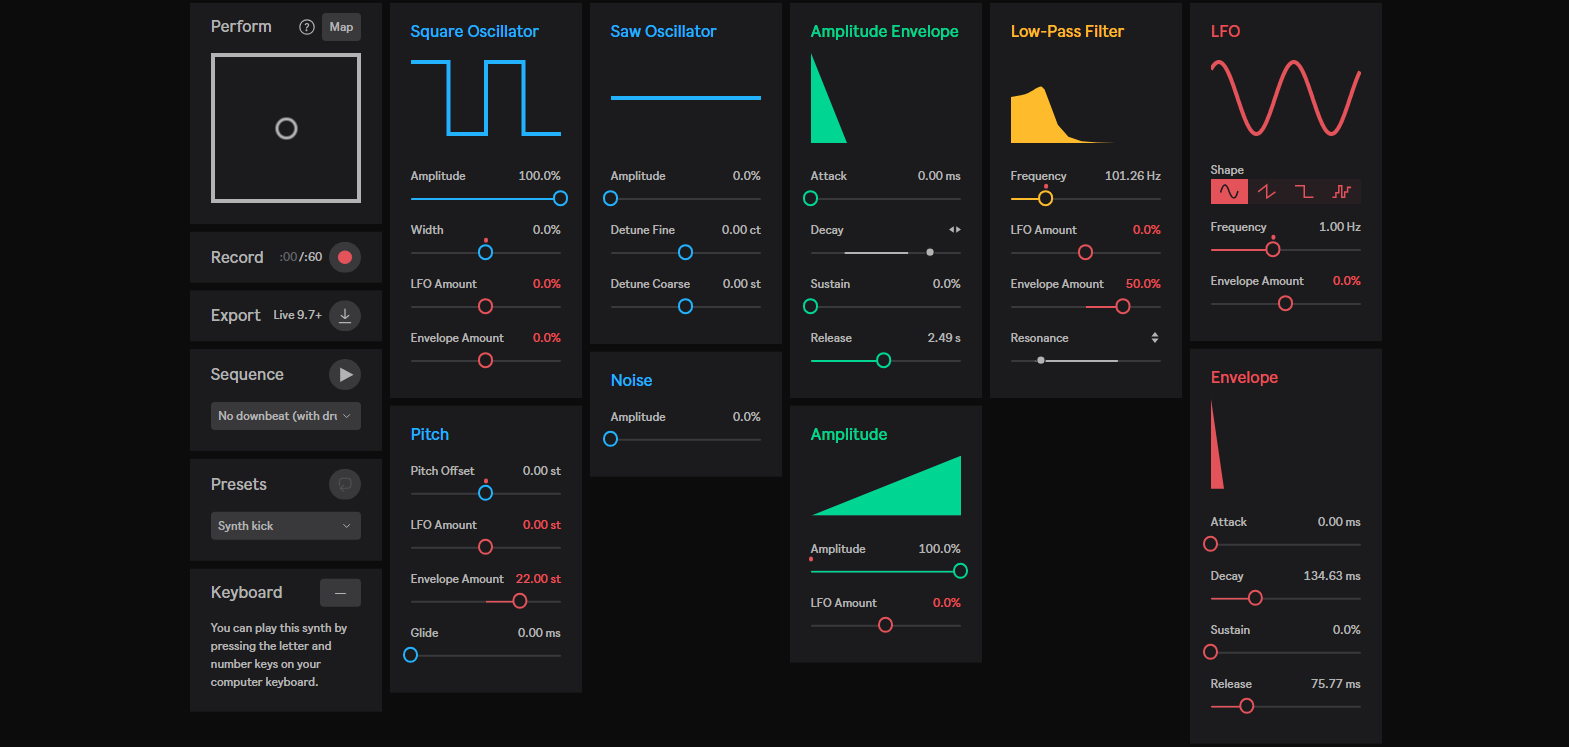 Perform
?
Map
Record :00/:60
Export Live 9.7+
Sequence
No downbeat (with dru
Presets
Synth kick
Keyboard
You can play this synth by
pressing the letter and
number keys on your
computer keyboard.
Square Oscillator
Amplitude 100.0%
Width 0.0%
LFO Amount 0.0%
Envelope Amount 0.0%
Pitch
Pitch Offset 0.00 st
LFO Amount 0.00 st
Envelope Amount 22.00 st
Glide 0.00 ms
Saw Oscillator
Amplitude 0.0%
Detune Fine 0.00 ct
Detune Coarse 0.00 st
Noise
Amplitude 0.0%
Amplitude Envelope
Attack 0.00 ms
Decay
Sustain 0.0%
Release 2.49 s
Amplitude
Amplitude 100.0%
LFO Amount 0.0%
Low-Pass Filter
Frequency 101.26 Hz
LFO Amount 0.0%
Envelope Amount 50.0%
Resonance
LFO
Shape
Frequency 1.00 Hz
Envelope Amount 0.0%
Envelope
Attack 0.00 ms
Decay 134.63 ms
Sustain 0.0%
Release 75.77 ms